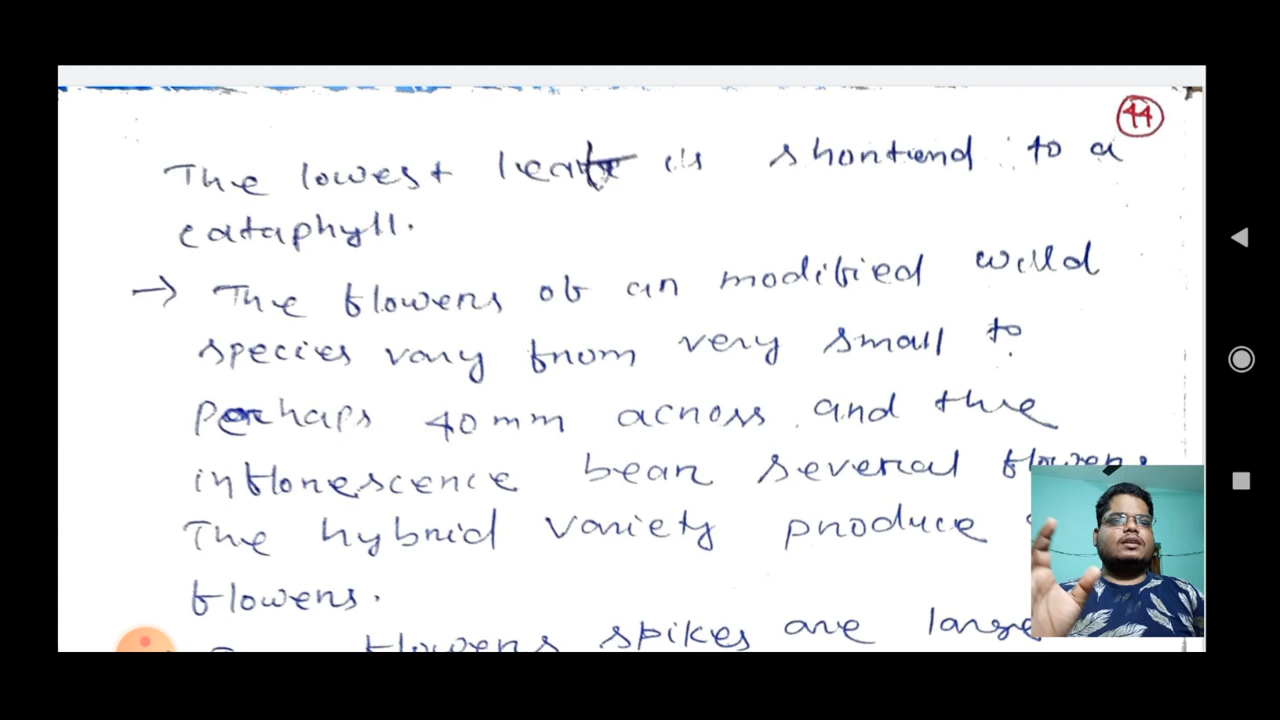 44
The lowest leaf is shortend to a
cataphyll.
→ The flowers of an modified wild
species vary from very small to
Perhaps 40mm across and the
inflorescence bear several flowers
The hybrid variety produce
flowers.
flowers spikes are large